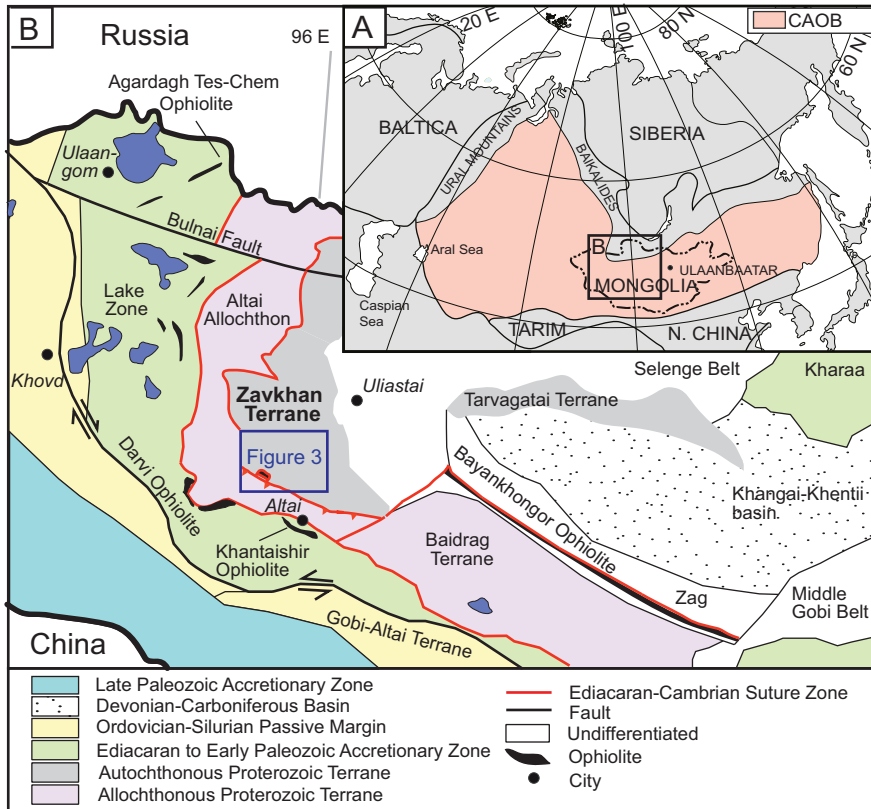 B
Russia
96 E
Agardagh Tes-Chem
Ophiolite
Ulaan-
gom
Bulnai Fault
Lake
Zone
Altai
Allochthon
Khovd
Zavkhan
Terrane
Uliastai
Figure 3
Darvi Ophiolite
Altai
Khantaishir
Ophiolite
Baidrag
Terrane
Bayankhongor Ophiolite
Selenge Belt
Kharaa
Tarvagatai Terrane
Khangai-Khentii
basin
Zag
Middle
Gobi Belt
Gobi-Altai Terrane
China
A
CAOB
20 E
100 E
80 N
60 N
BALTICA
URAL MOUNTAINS
BAIKALIDES
SIBERIA
Aral Sea
Caspian
Sea
B
ULAANBAATAR
MONGOLIA
TARIM
N. CHINA
Late Paleozoic Accretionary Zone
Devonian-Carboniferous Basin
Ordovician-Silurian Passive Margin
Ediacaran to Early Paleozoic Accretionary Zone
Autochthonous Proterozoic Terrane
Allochthonous Proterozoic Terrane
Ediacaran-Cambrian Suture Zone
Fault
Undifferentiated
Ophiolite
City